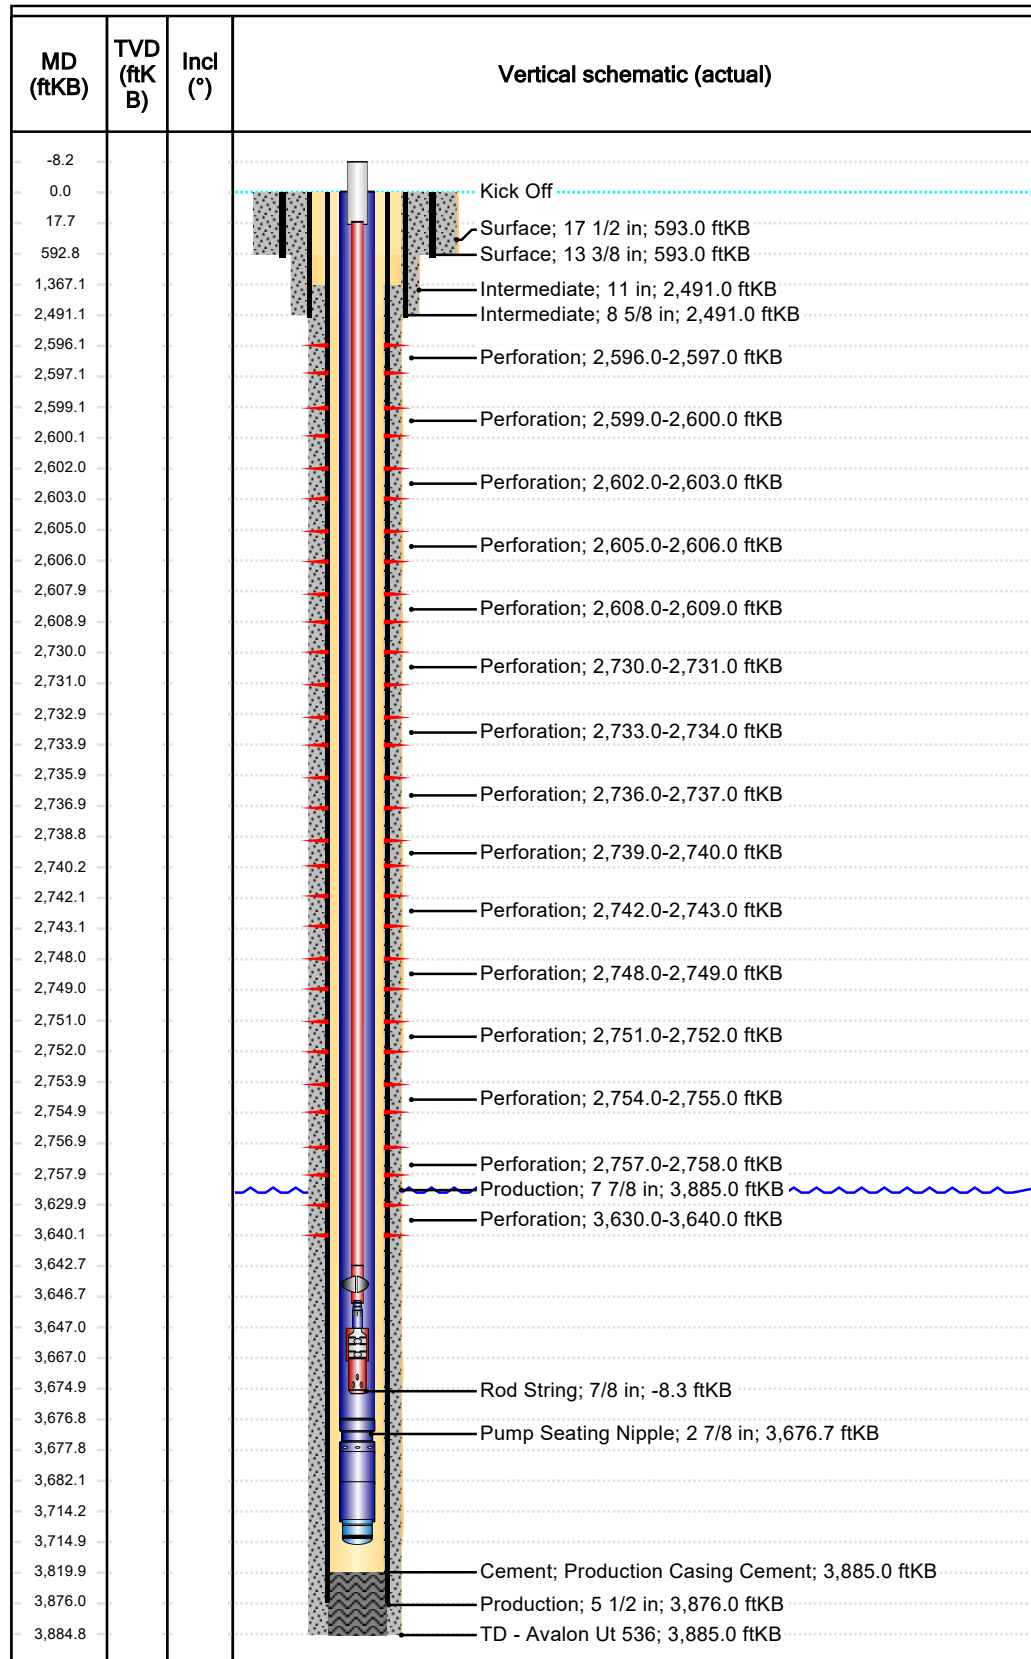 MD (ftKB)
TVD (ftK B)
Incl (°)
Vertical schematic (actual)
-8.2
0.0
Kick Off
17.7
Surface; 17 1/2 in; 593.0 ftKB
592.8
Surface; 13 3/8 in; 593.0 ftKB
1,367.1
Intermediate; 11 in; 2,491.0 ftKB
2,491.1
Intermediate; 8 5/8 in; 2,491.0 ftKB
2,596.1
Perforation; 2,596.0-2,597.0 ftKB
2,597.1
2,599.1
Perforation; 2,599.0-2,600.0 ftKB
2,600.1
2,602.0
Perforation; 2,602.0-2,603.0 ftKB
2,603.0
2,605.0
Perforation; 2,605.0-2,606.0 ftKB
2,606.0
2,607.9
Perforation; 2,608.0-2,609.0 ftKB
2,608.9
2,730.0
Perforation; 2,730.0-2,731.0 ftKB
2,731.0
2,732.9
Perforation; 2,733.0-2,734.0 ftKB
2,733.9
2,735.9
Perforation; 2,736.0-2,737.0 ftKB
2,736.9
2,738.8
Perforation; 2,739.0-2,740.0 ftKB
2,740.2
2,742.1
Perforation; 2,742.0-2,743.0 ftKB
2,743.1
2,748.0
Perforation; 2,748.0-2,749.0 ftKB
2,749.0
2,751.0
Perforation; 2,751.0-2,752.0 ftKB
2,752.0
2,753.9
Perforation; 2,754.0-2,755.0 ftKB
2,754.9
2,756.9
Perforation; 2,757.0-2,758.0 ftKB
2,757.9
Production; 7 7/8 in; 3,885.0 ftKB
3,629.9
Perforation; 3,630.0-3,640.0 ftKB
3,640.1
3,642.7
3,646.7
3,647.0
3,667.0
3,674.9
Rod String; 7/8 in; -8.3 ftKB
3,676.8
Pump Seating Nipple; 2 7/8 in; 3,676.7 ftKB
3,677.8
3,682.1
3,714.2
3,714.9
3,819.9
Cement; Production Casing Cement; 3,885.0 ftKB
3,876.0
Production; 5 1/2 in; 3,876.0 ftKB
3,884.8
TD - Avalon Ut 536; 3,885.0 ftKB